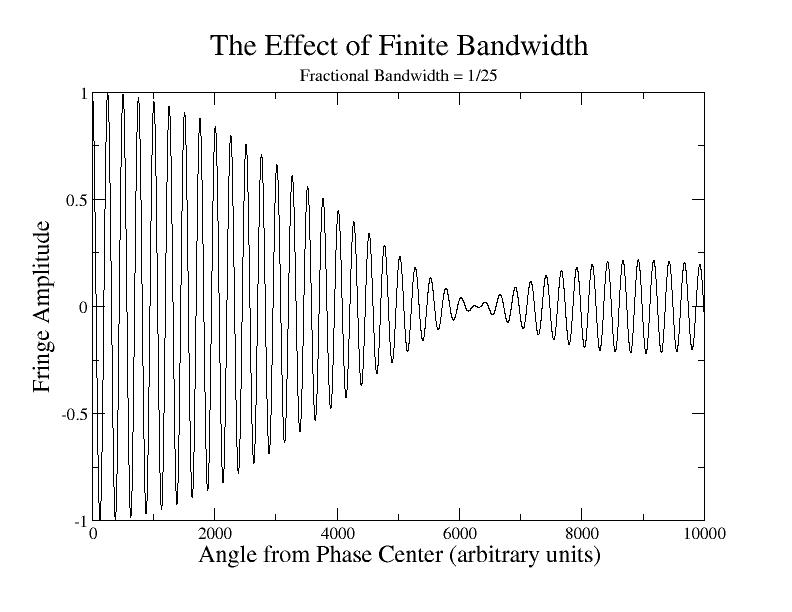 The Effect of Finite Bandwidth
Fractional Bandwidth = 1/25
1
0.5
0
-0.5
-1
Fringe Amplitude
0 2000 4000 6000 8000 10000
Angle from Phase Center (arbitrary units)